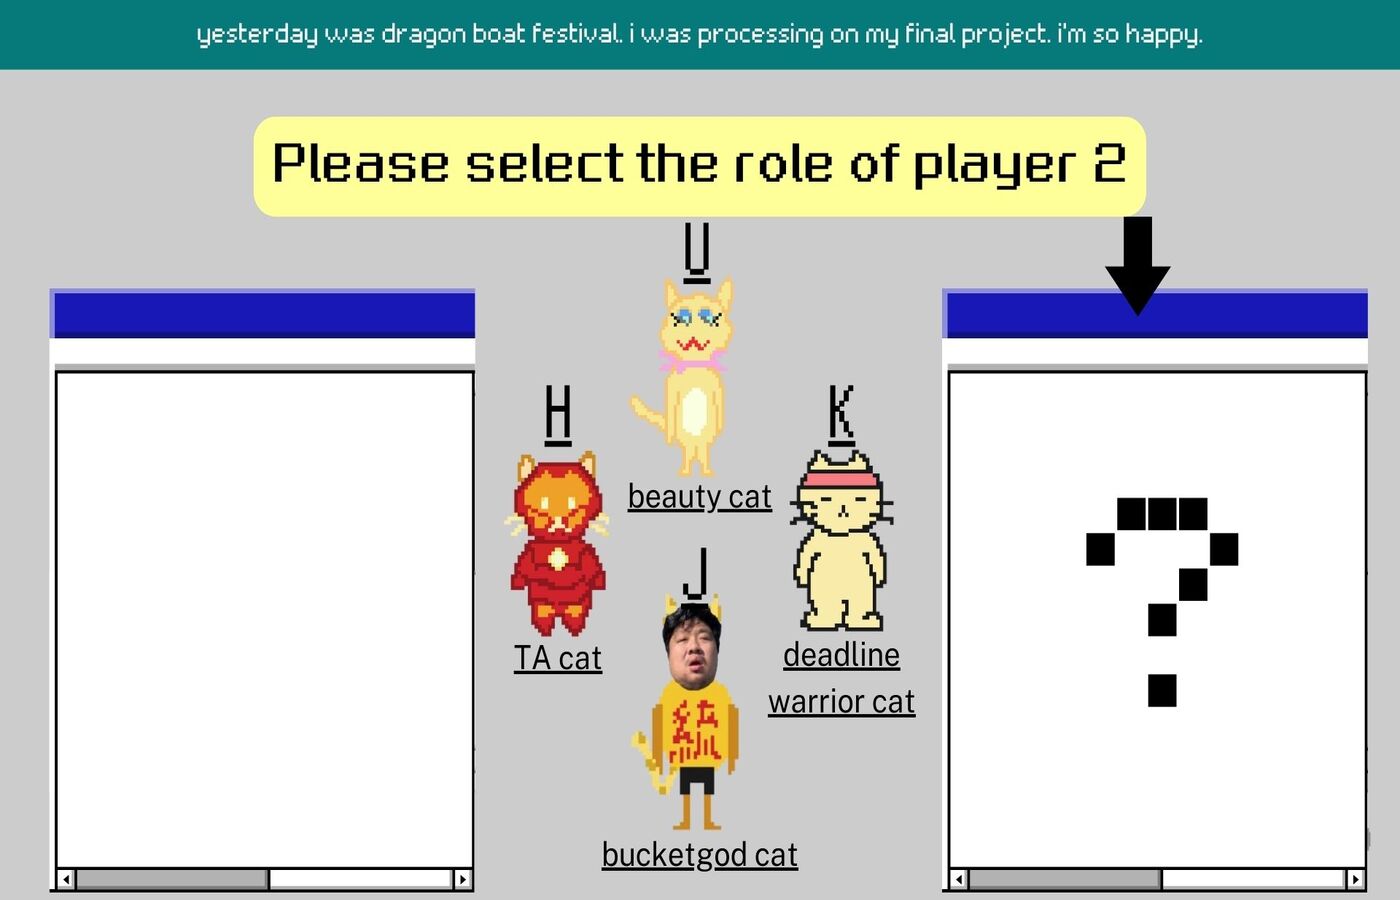 yesterday was dragon boat festival. i was processing on my final project. i'm so happy.
Please select the role of player 2
U
beauty cat
H
TA cat
K
deadline
warrior cat
J
bucketgod cat
?